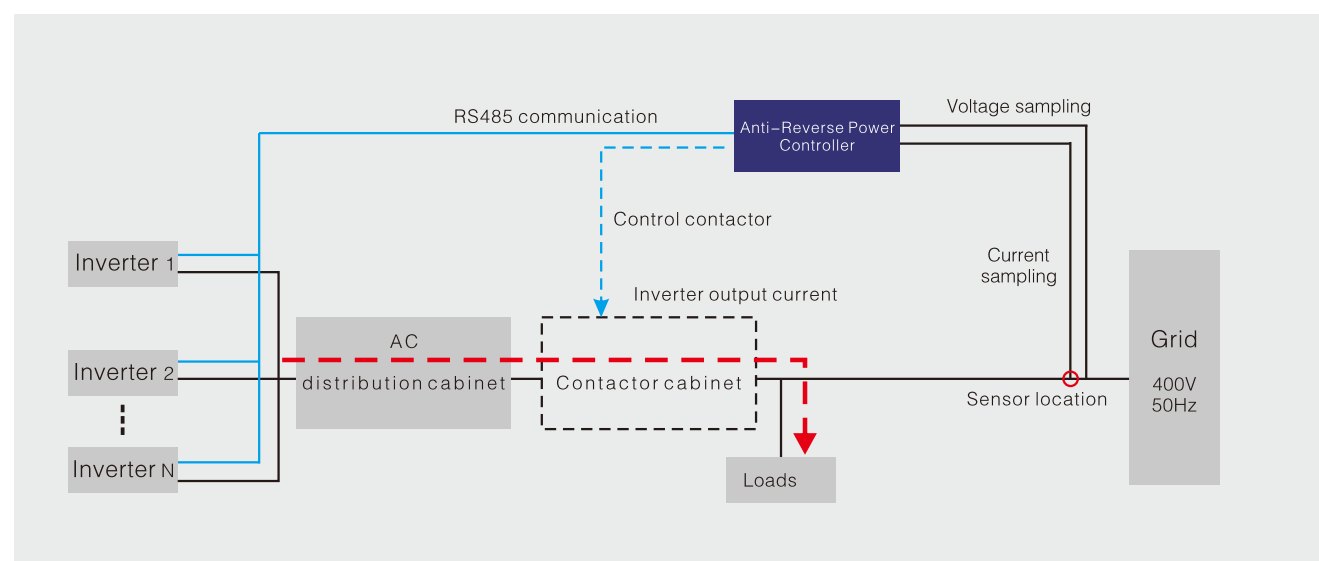 RS485 communication
Voltage sampling
Anti-Reverse Power
Controller
Control contactor
Current
sampling
Inverter 1
Inverter output current
AC
distribution cabinet
Contactor cabinet
Grid
400V
50Hz
Inverter 2
Sensor location
Inverter N
Loads